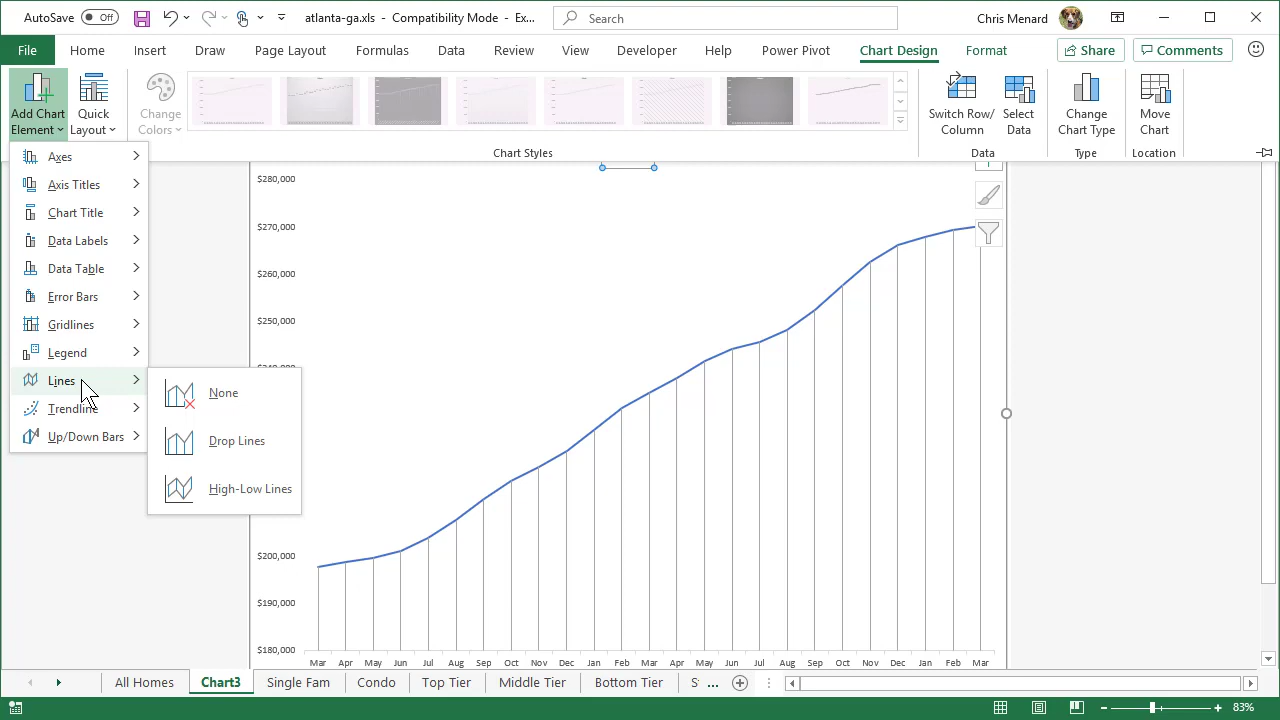 AutoSave Off atlanta-ga.xls - Compatibility Mode - Ex... Search Chris Menard
File Home Insert Draw Page Layout Formulas Data Review View Developer Help Power Pivot Chart Design Format Share Comments
Add Chart Element
Quick Layout
Change Colors
Switch Row/ Column
Select Data
Change Chart Type
Move Chart
Chart Styles Data Type Location
Axes
Axis Titles
Chart Title
Data Labels
Data Table
Error Bars
Gridlines
Legend
Lines
Trendline
Up/Down Bars
None
Drop Lines
High-Low Lines
$280,000
$270,000
$260,000
$250,000
$200,000
$190,000
$180,000
Mar Apr May Jun Jul Aug Sep Oct Nov Dec Jan Feb Mar Apr May Jun Jul Aug Sep Oct Nov Dec Jan Feb Mar
All Homes Chart3 Single Fam Condo Top Tier Middle Tier Bottom Tier S ...
83%